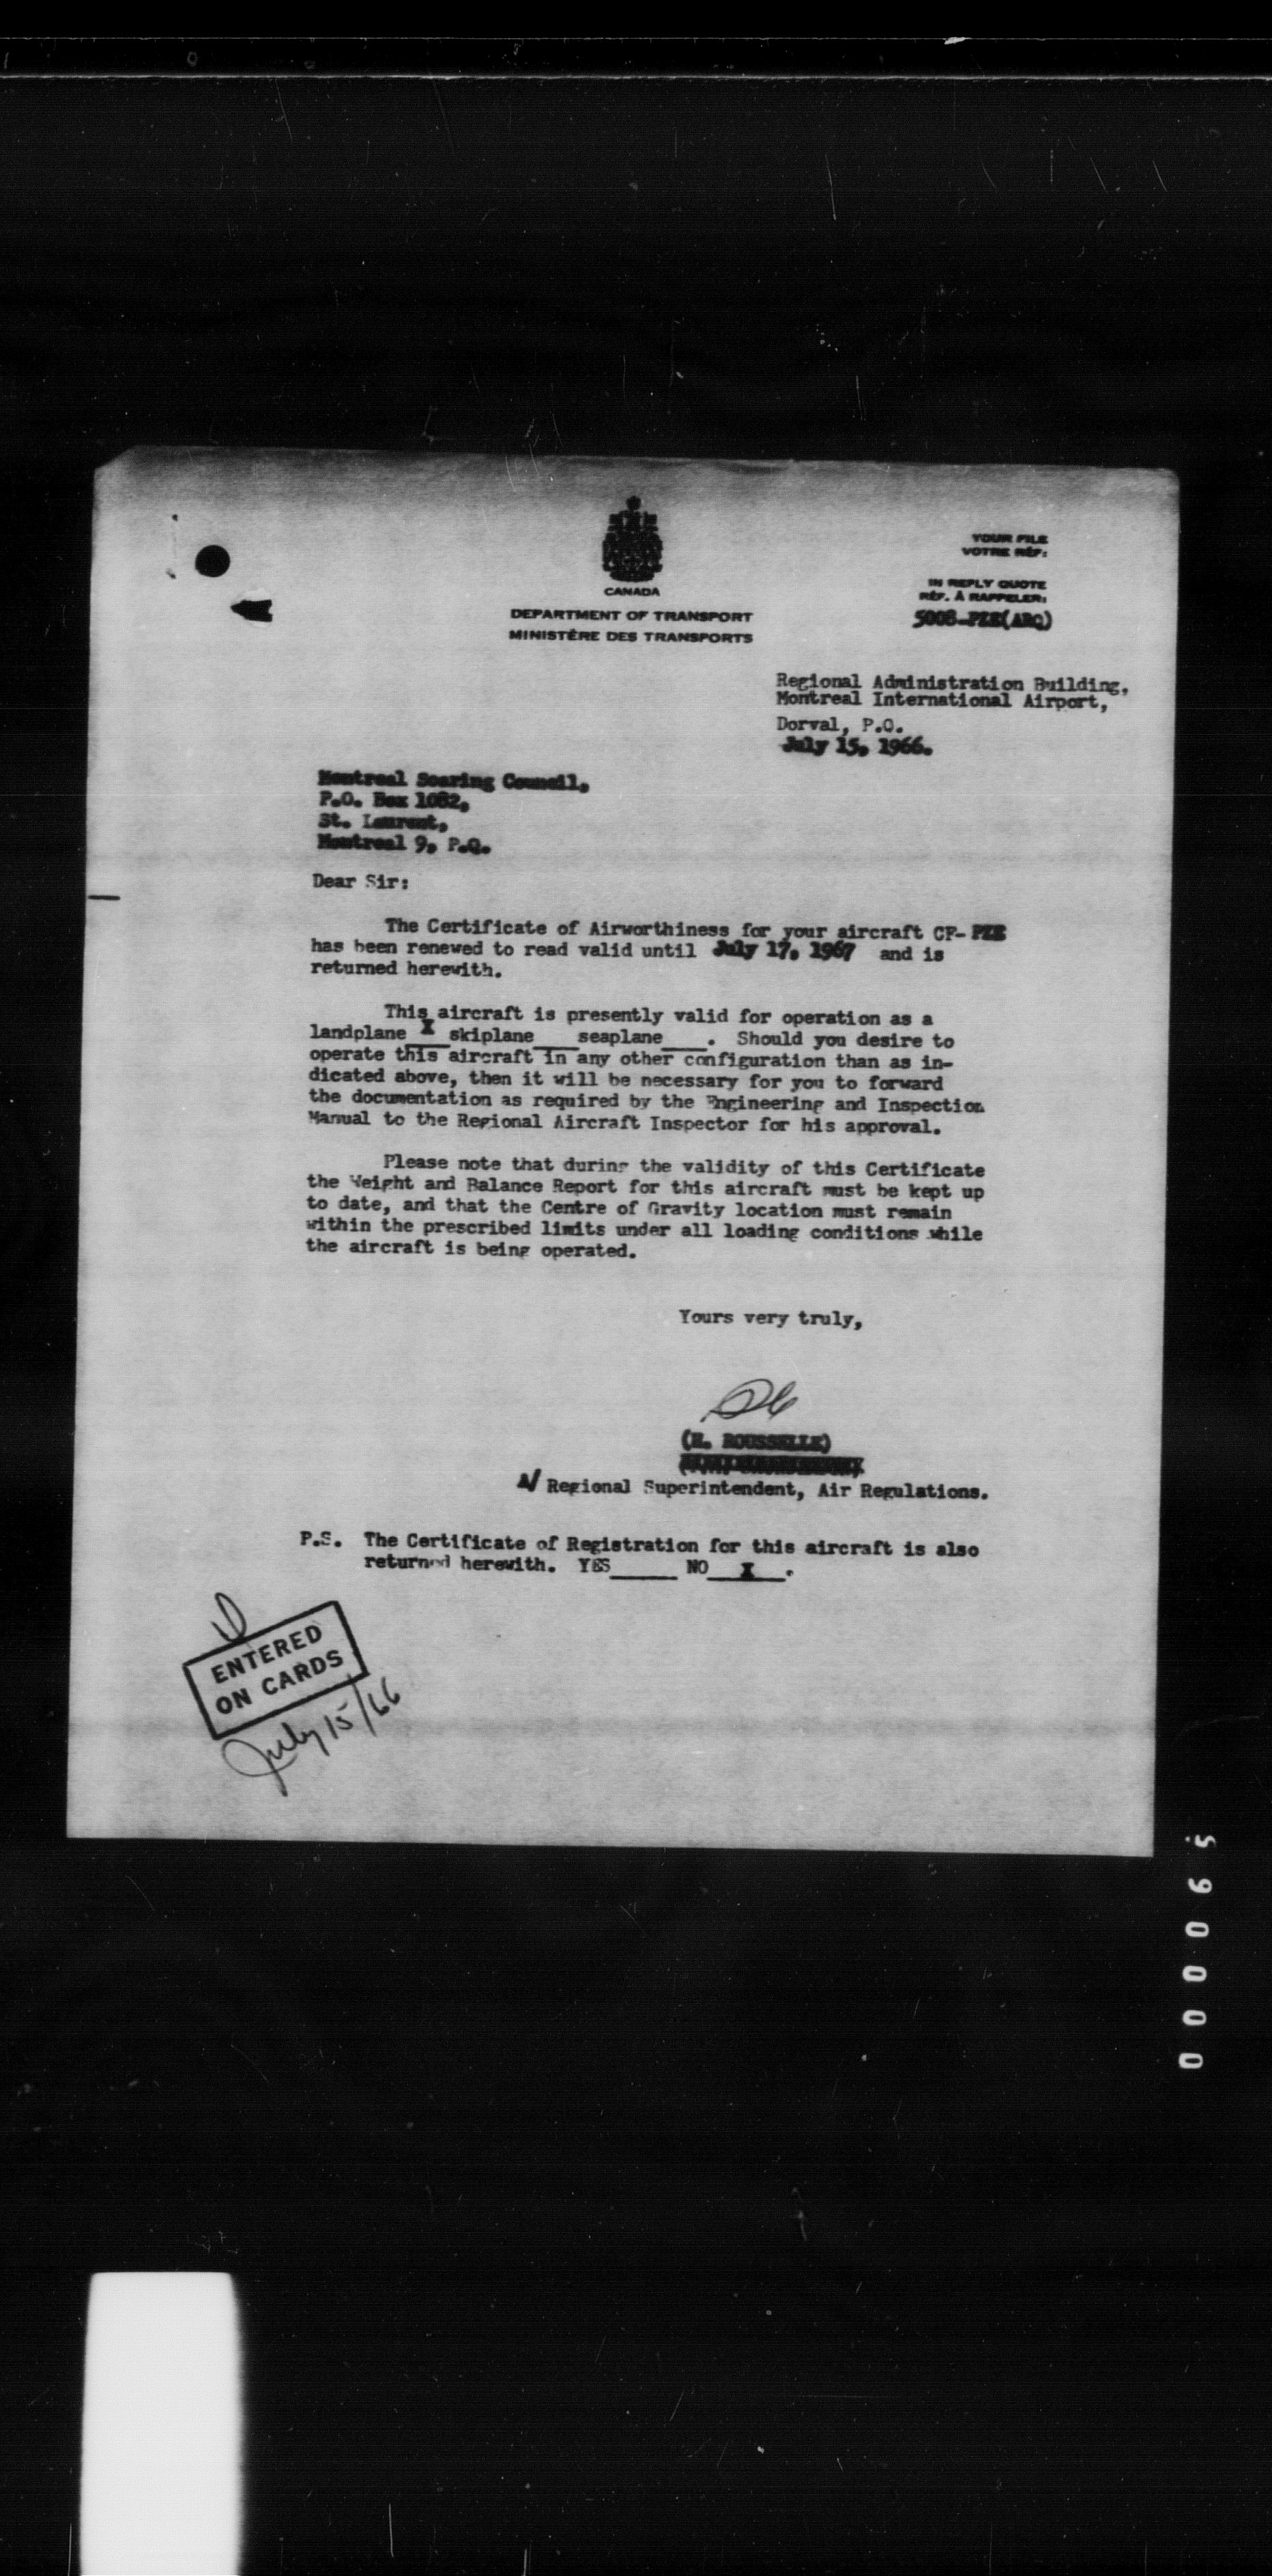 CANADA
DEPARTMENT OF TRANSPORT
MINISTÈRE DES TRANSPORTS
YOUR FILE
VOTRE RÉF:
IN REPLY QUOTE
RÉF. À RAPPELER:
5008-PZE(ARQ)
Regional Administration Building,
Montreal International Airport,
Dorval, P.Q.
July 15, 1966.
Montreal Soaring Council,
P.O. Box 1082,
St. Laurent,
Montreal 9, P.Q.
Dear Sir:
The Certificate of Airworthiness for your aircraft CF-PZE
has been renewed to read valid until July 17, 1967 and is
returned herewith.
This aircraft is presently valid for operation as a
landplane X skiplane____seaplane____. Should you desire to
operate this aircraft in any other configuration than as in-
dicated above, then it will be necessary for you to forward
the documentation as required by the Engineering and Inspection
Manual to the Regional Aircraft Inspector for his approval.
Please note that during the validity of this Certificate
the Weight and Balance Report for this aircraft must be kept up
to date, and that the Centre of Gravity location must remain
within the prescribed limits under all loading conditions while
the aircraft is being operated.
Yours very truly,
(H. ROUSSELLE)
A/ Regional Superintendent, Air Regulations.
P.S. The Certificate of Registration for this aircraft is also
returned herewith. YES_____ NO__X__.
ENTERED
ON CARDS
July 15/66
000065